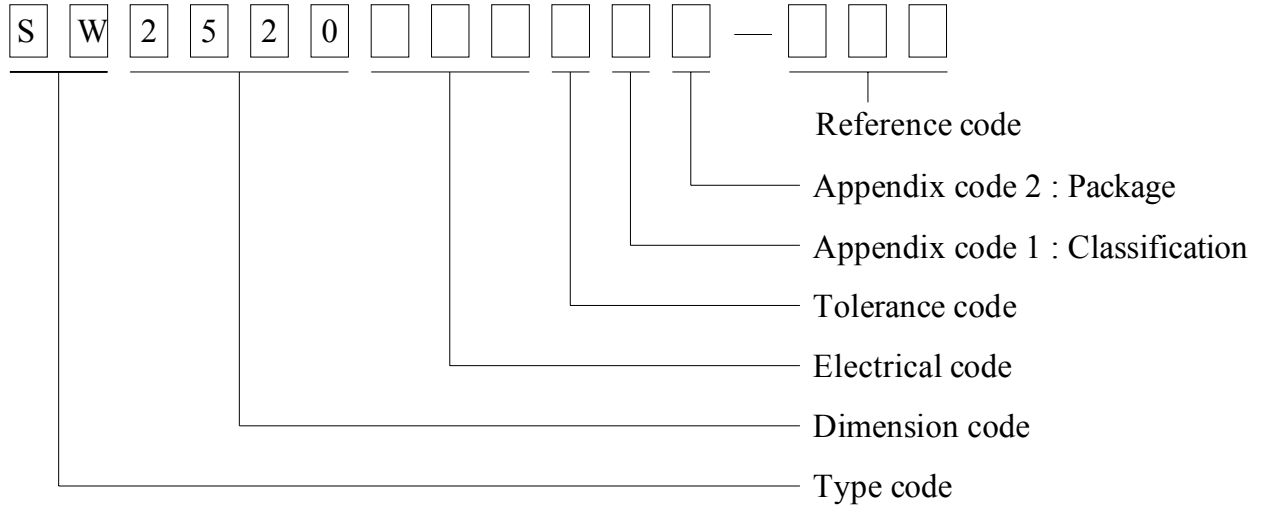 S W 2 5 2 0 —
Reference code
Appendix code 2 : Package
Appendix code 1 : Classification
Tolerance code
Electrical code
Dimension code
Type code